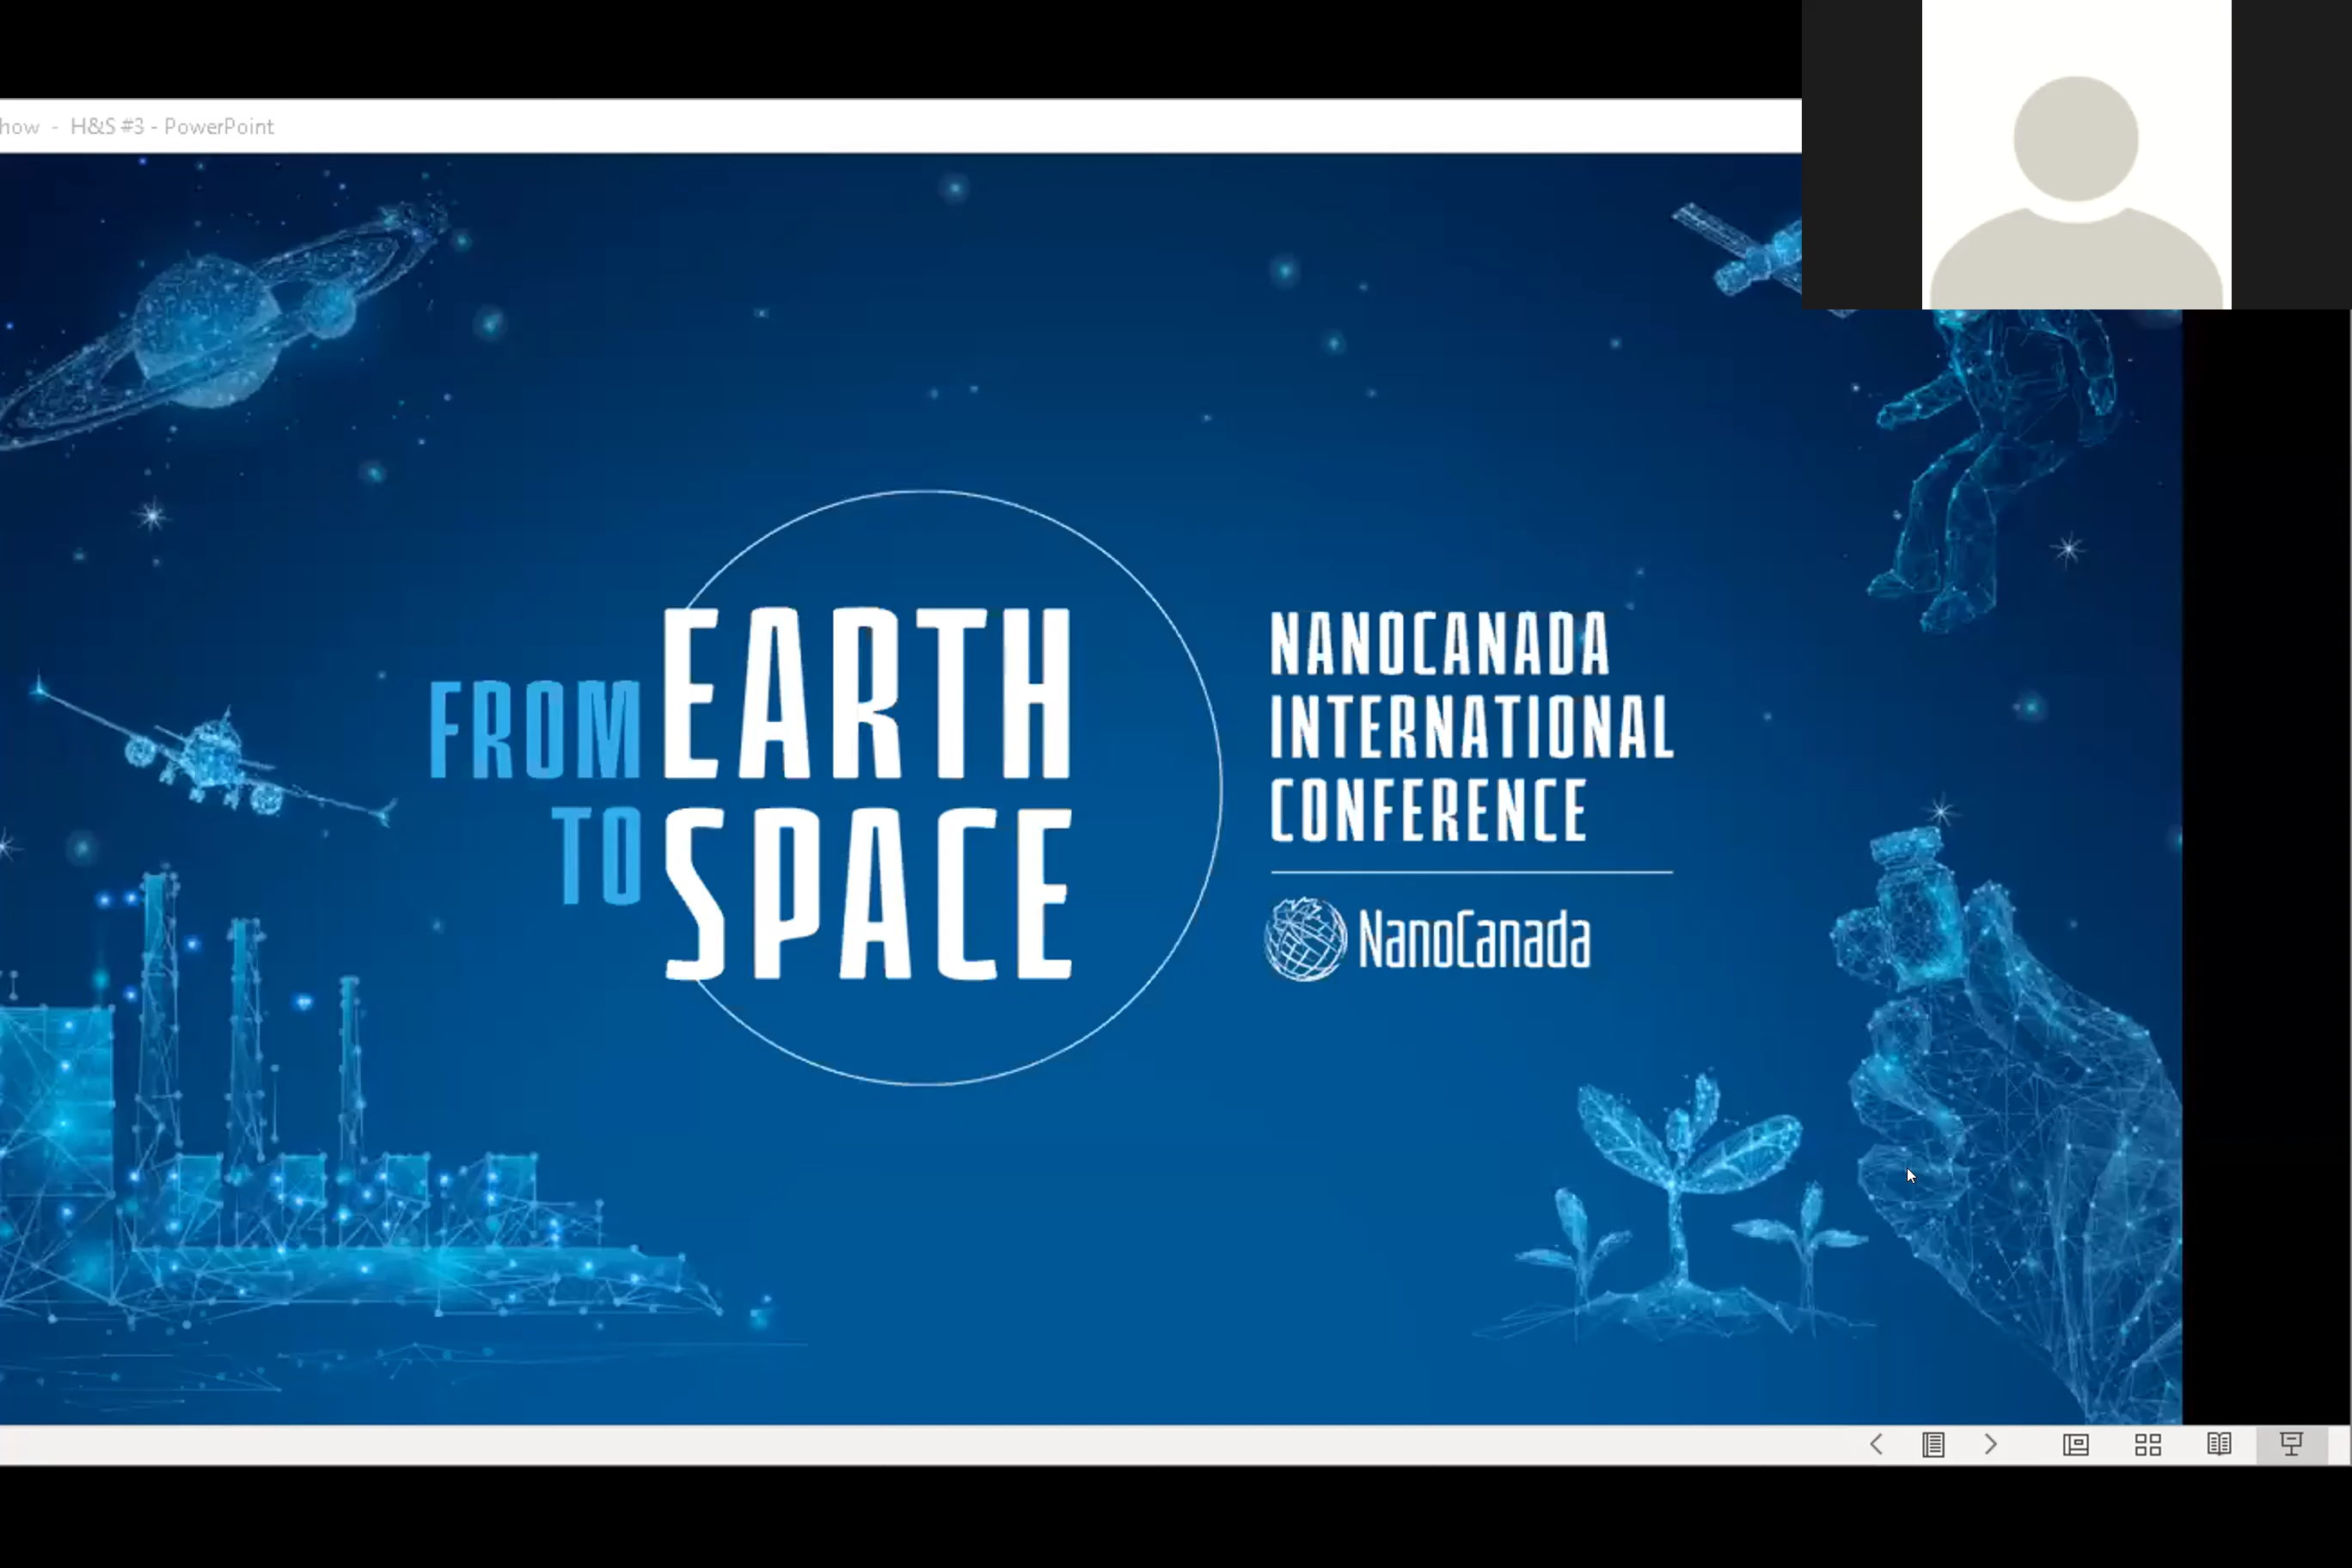 how - H&S #3 - PowerPoint
FROM EARTH
TO SPACE
NANOCANADA
INTERNATIONAL
CONFERENCE
NanoCanada